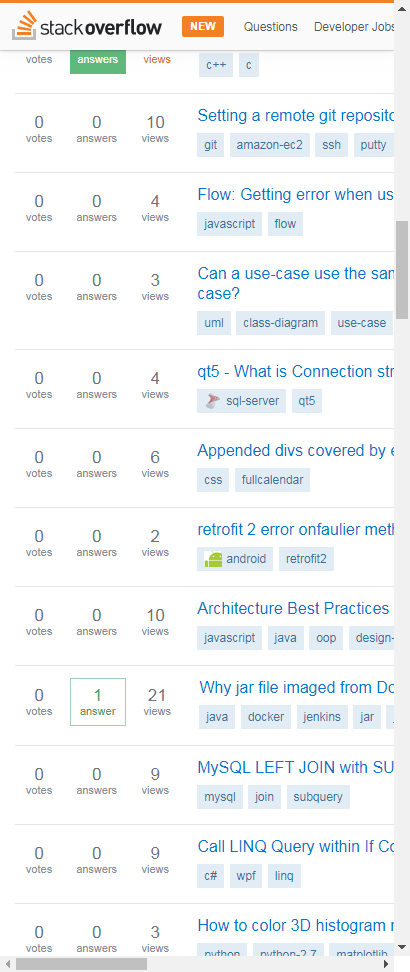 stackoverflow NEW Questions Developer Jobs
votes answers views
c++ c
0 0 10 Setting a remote git reposito
votes answers views
git amazon-ec2 ssh putty
0 0 4 Flow: Getting error when us
votes answers views
javascript flow
0 0 3 Can a use-case use the sam
votes answers views case?
uml class-diagram use-case
0 0 4 qt5 - What is Connection str
votes answers views
sql-server qt5
0 0 6 Appended divs covered by e
votes answers views
css fullcalendar
0 0 2 retrofit 2 error onfaulier meth
votes answers views
android retrofit2
0 0 10 Architecture Best Practices
votes answers views
javascript java oop design-
0 1 21 Why jar file imaged from Do
votes answer views
java docker jenkins jar
0 0 9 MySQL LEFT JOIN with SU
votes answers views
mysql join subquery
0 0 9 Call LINQ Query within If Co
votes answers views
c# wpf linq
0 0 3 How to color 3D histogram
votes answers views
python python-2.7 matplotlib